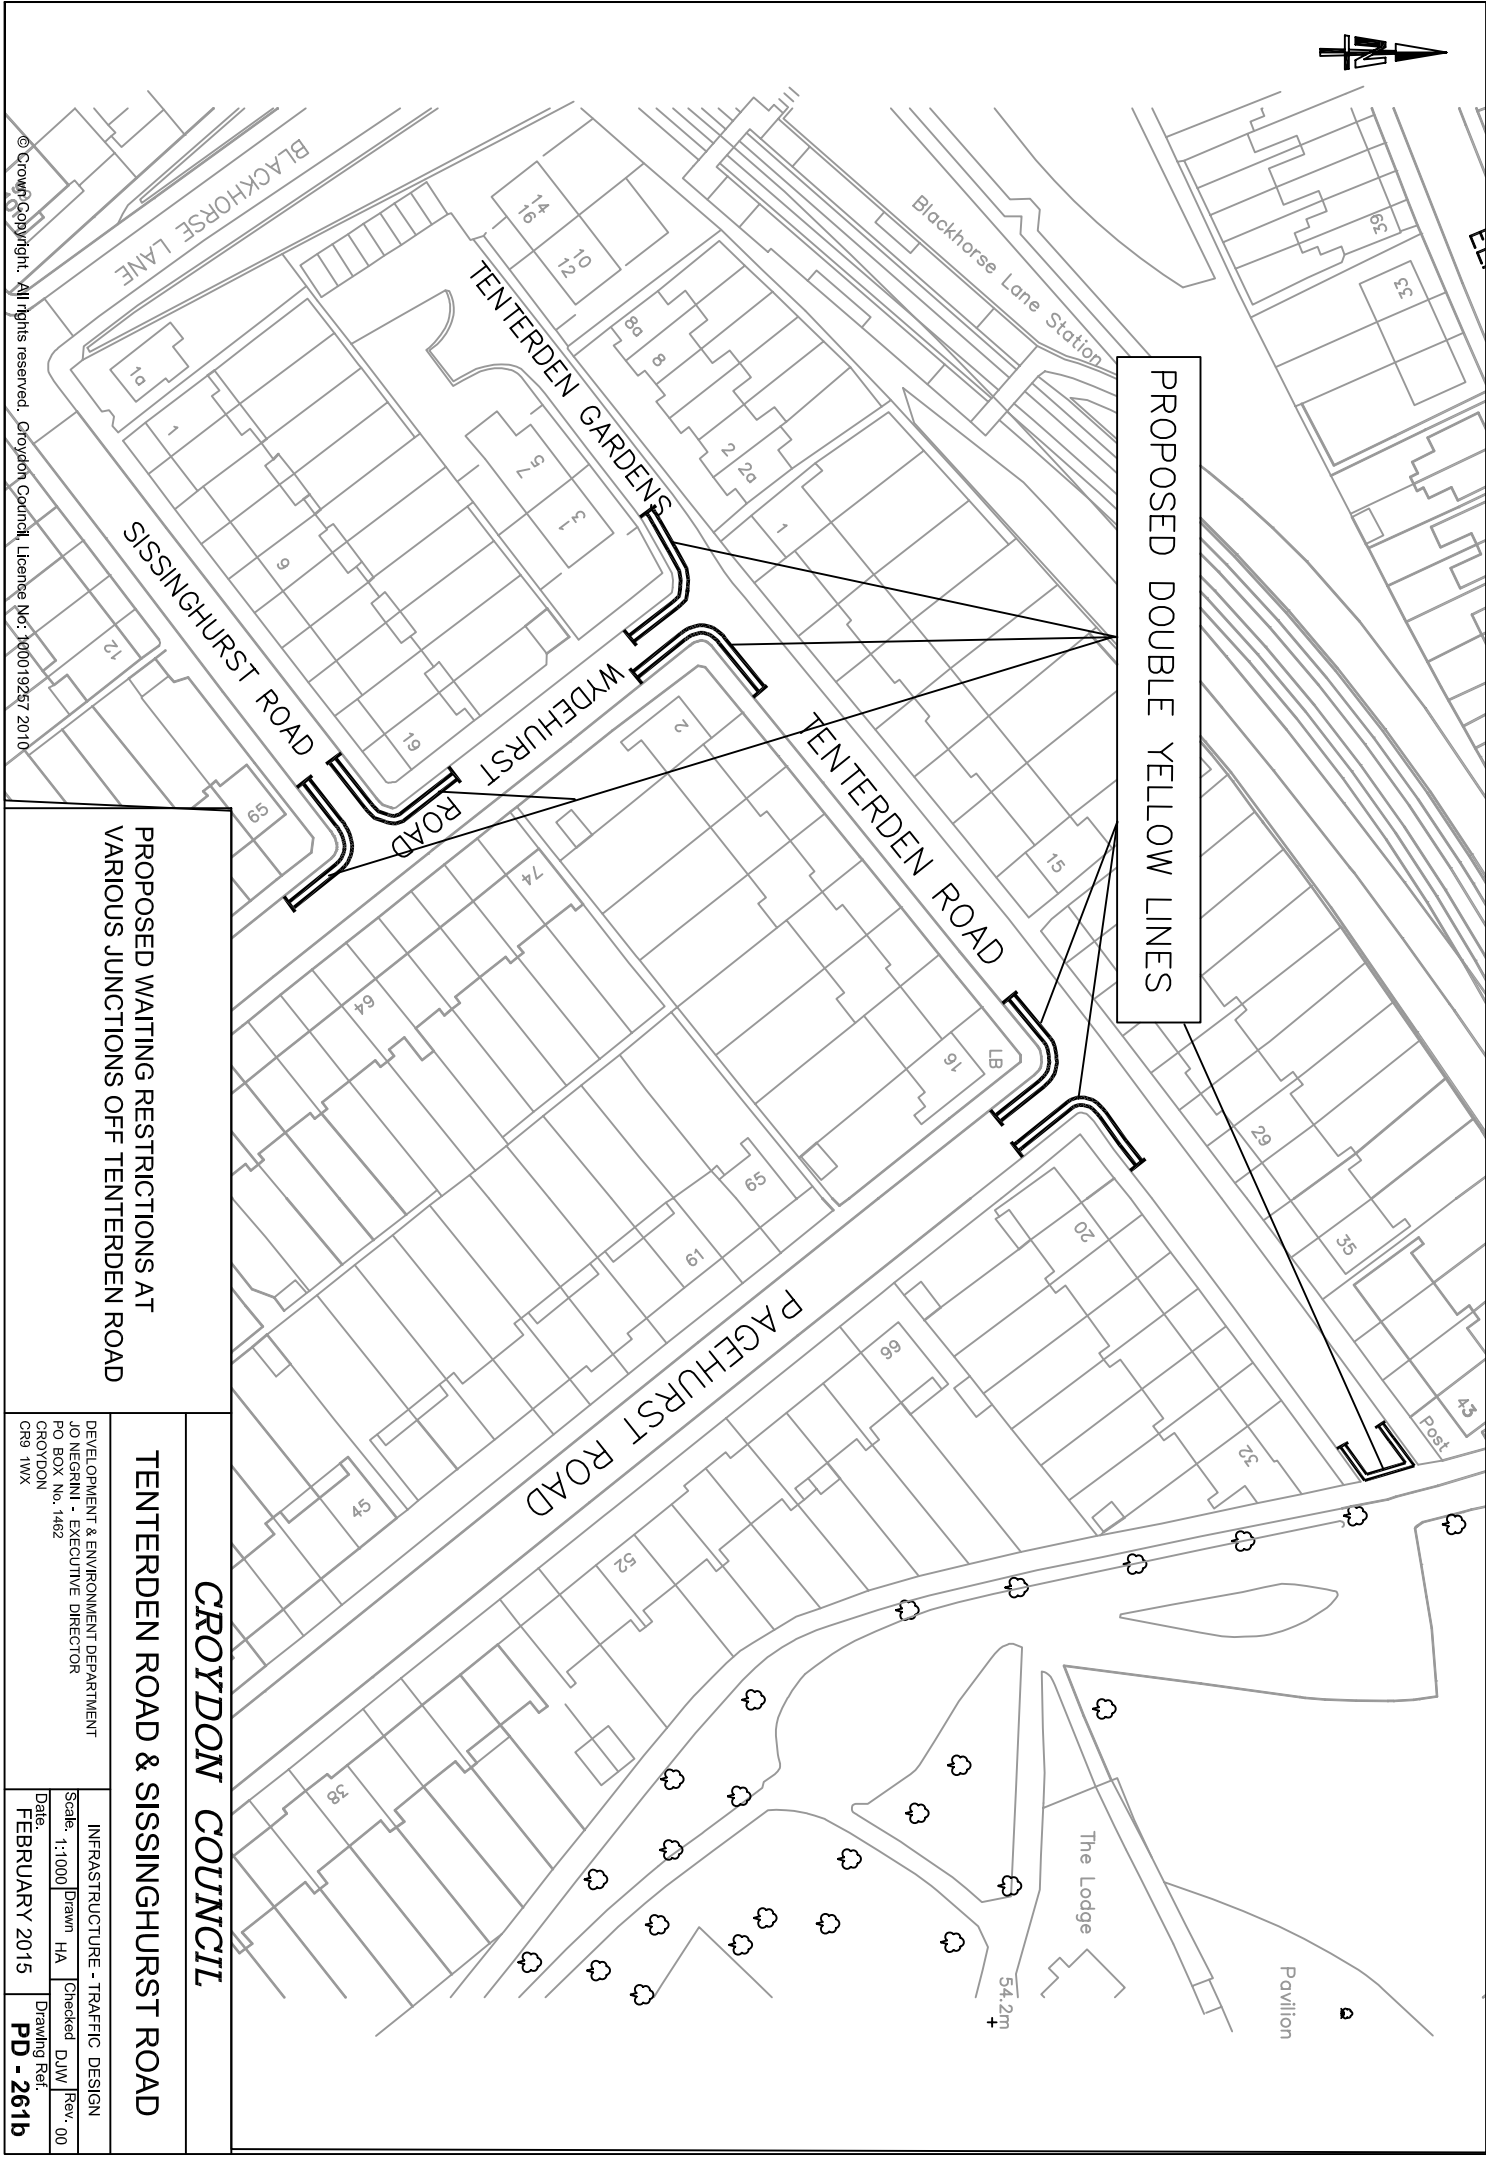 N
EL
39
33
Blackhorse Lane Station
PROPOSED DOUBLE YELLOW LINES
BLACKHORSE LANE
14
16
10
12
TENTERDEN GARDENS
8a
8
2
2a
5
7
3
1
1
1a
1
9
19
SISSINGHURST ROAD
12
WYDEHURST
ROAD
69
2
TENTERDEN ROAD
15
16
LB
29
35
43
Post
74
64
65
61
45
20
32
66
52
38
PAGEHURST ROAD
The Lodge
Pavilion
54.2m
+
© Crown Copyright. All rights reserved. Croydon Council, Licence No: 100019257 2010
PROPOSED WAITING RESTRICTIONS AT
VARIOUS JUNCTIONS OFF TENTERDEN ROAD
CROYDON COUNCIL
TENTERDEN ROAD & SISSINGHURST ROAD
DEVELOPMENT & ENVIRONMENT DEPARTMENT
JO NEGRINI - EXECUTIVE DIRECTOR
PO BOX No. 1462
CROYDON
CR9 1WX
INFRASTRUCTURE - TRAFFIC DESIGN
Scale. 1:1000 Drawn HA Checked DJW Rev. 00
Date. Drawing Ref.
FEBRUARY 2015 PD - 261b